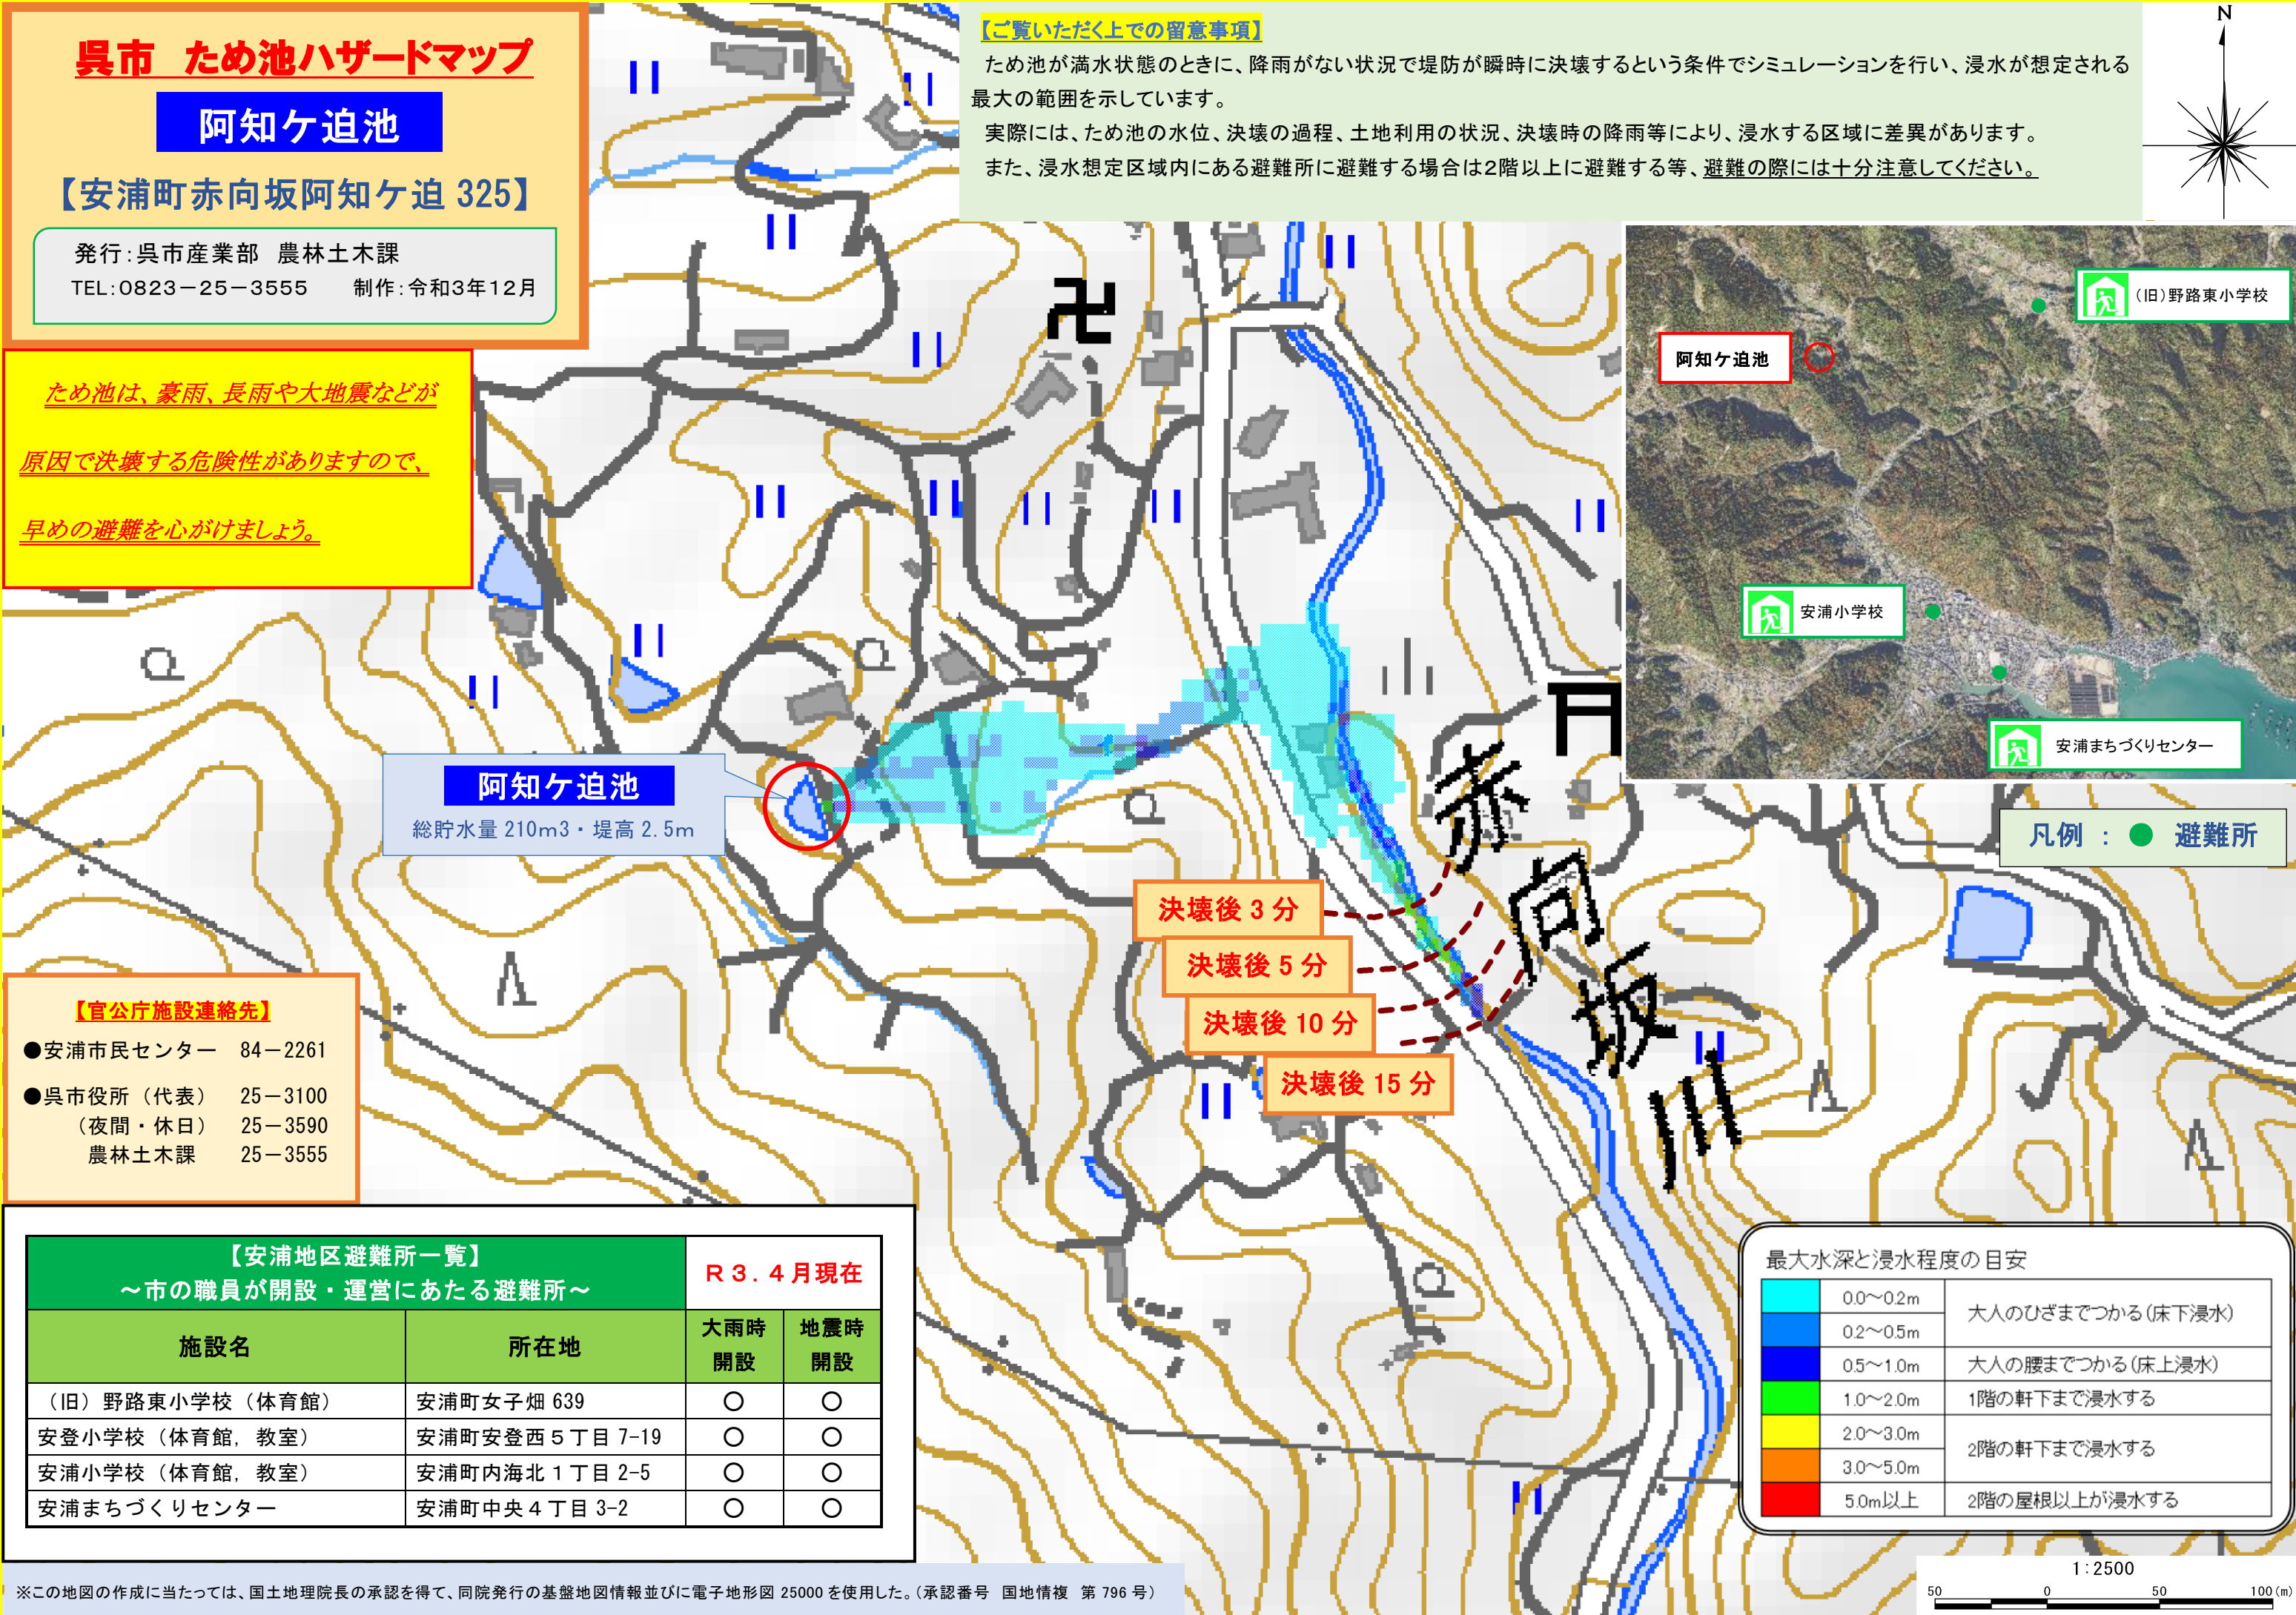 呉市　ため池ハザードマップ
阿知ケ迫池
【安浦町赤向坂阿知ケ迫 325】
発行:呉市産業部　農林土木課
TEL:0823－25－3555　制作:令和3年12月
ため池は、豪雨、長雨や大地震などが
原因で決壊する危険性がありますので、
早めの避難を心がけましょう。
【ご覧いただく上での留意事項】
ため池が満水状態のときに、降雨がない状況で堤防が瞬時に決壊するという条件でシミュレーションを行い、浸水が想定される
最大の範囲を示しています。
実際には、ため池の水位、決壊の過程、土地利用の状況、決壊時の降雨等により、浸水する区域に差異があります。
また、浸水想定区域内にある避難所に避難する場合は2階以上に避難する等、避難の際には十分注意してください。
N
（旧）野路東小学校
阿知ケ迫池
安浦小学校
安浦まちづくりセンター
凡例 ： ● 避難所
阿知ケ迫池
総貯水量 210m3・堤高 2.5m
赤向坂川
決壊後 3 分
決壊後 5 分
決壊後 10 分
決壊後 15 分
【官公庁施設連絡先】
●安浦市民センター　84－2261
●呉市役所（代表）　25－3100
（夜間・休日）　25－3590
農林土木課　25－3555
【安浦地区避難所一覧】
～市の職員が開設・運営にあたる避難所～
Ｒ３．４月現在
施設名　所在地　大雨時開設　地震時開設
（旧）野路東小学校（体育館）　安浦町女子畑 639　〇　〇
安登小学校（体育館，教室）　安浦町安登西５丁目 7-19　〇　〇
安浦小学校（体育館，教室）　安浦町内海北１丁目 2-5　〇　〇
安浦まちづくりセンター　安浦町中央４丁目 3-2　〇　〇
最大水深と浸水程度の目安
0.0～0.2m　大人のひざまでつかる（床下浸水）
0.2～0.5m
0.5～1.0m　大人の腰までつかる（床上浸水）
1.0～2.0m　1階の軒下まで浸水する
2.0～3.0m　2階の軒下まで浸水する
3.0～5.0m
5.0m以上　2階の屋根以上が浸水する
1:2500
50　0　50　100(m)
※この地図の作成に当たっては、国土地理院長の承認を得て、同院発行の基盤地図情報並びに電子地形図 25000 を使用した。（承認番号　国地情複　第 796 号）